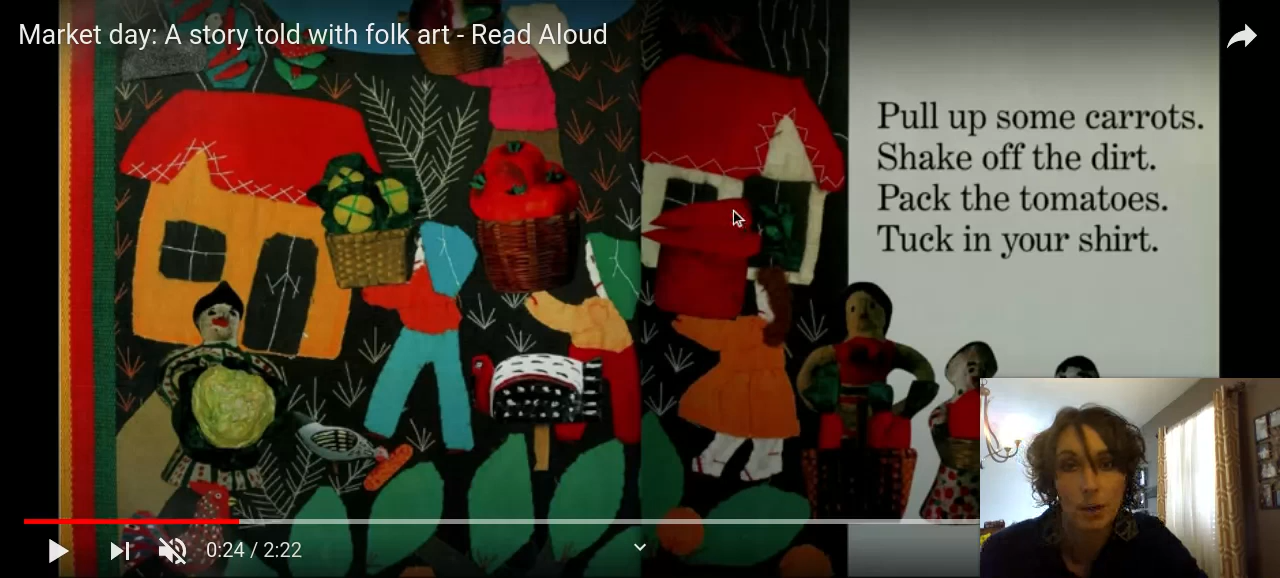 Market day: A story told with folk art - Read Aloud
Pull up some carrots.
Shake off the dirt.
Pack the tomatoes.
Tuck in your shirt.
0:24 / 2:22